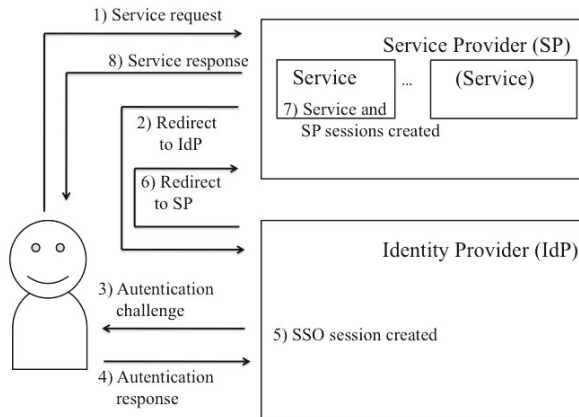 1) Service request
Service Provider (SP)
8) Service response
Service
...
(Service)
7) Service and
SP sessions created
2) Redirect
to IdP
6) Redirect
to SP
Identity Provider (IdP)
3) Autentication
challenge
5) SSO session created
4) Autentication
response